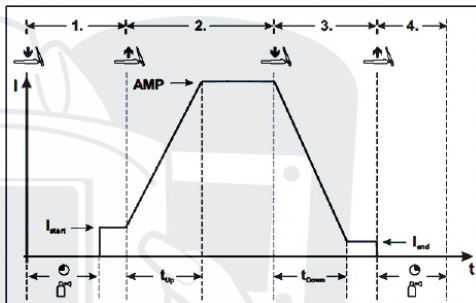 1. 2. 3. 4.
I
AMP
Istart
Iend
tUp
tDown
t